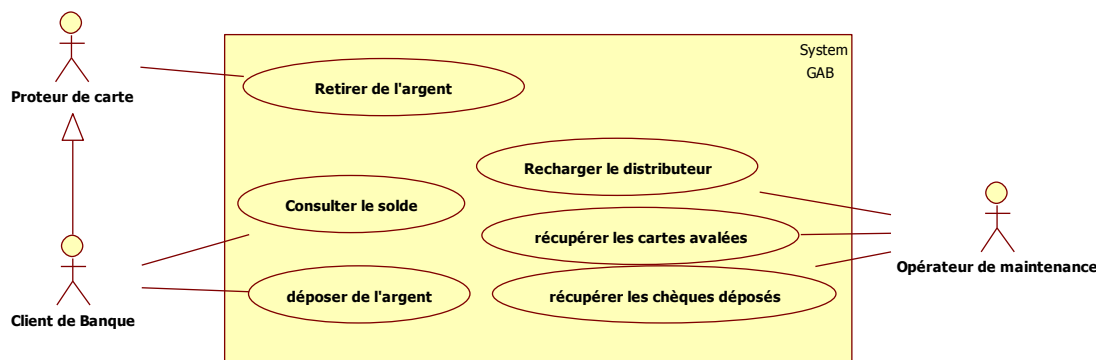 System
GAB
Proteur de carte
Retirer de l'argent
Recharger le distributeur
Consulter le solde
récupérer les cartes avalées
Opérateur de maintenance
déposer de l'argent
récupérer les chèques déposés
Client de Banque